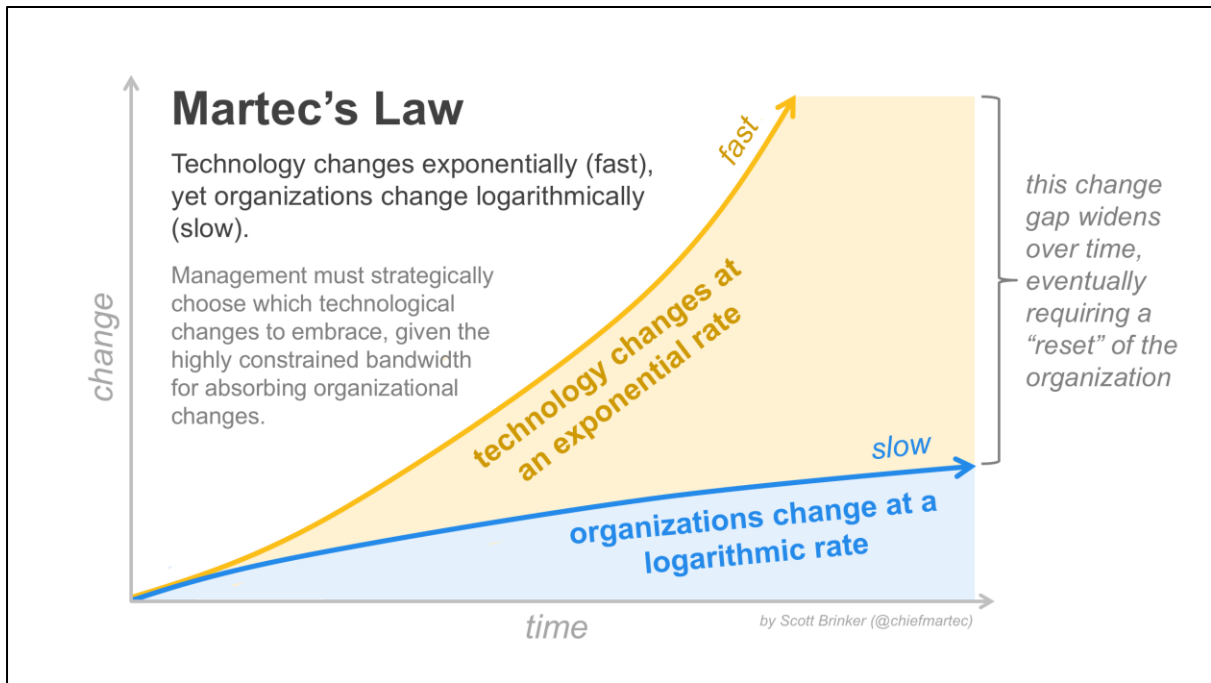 Martec’s Law
Technology changes exponentially (fast),
yet organizations change logarithmically
(slow).
Management must strategically
choose which technological
changes to embrace, given the
highly constrained bandwidth
for absorbing organizational
changes.
change
fast
technology changes at
an exponential rate
this change
gap widens
over time,
eventually
requiring a
“reset” of the
organization
slow
organizations change at a
logarithmic rate
time
by Scott Brinker (@chiefmartec)